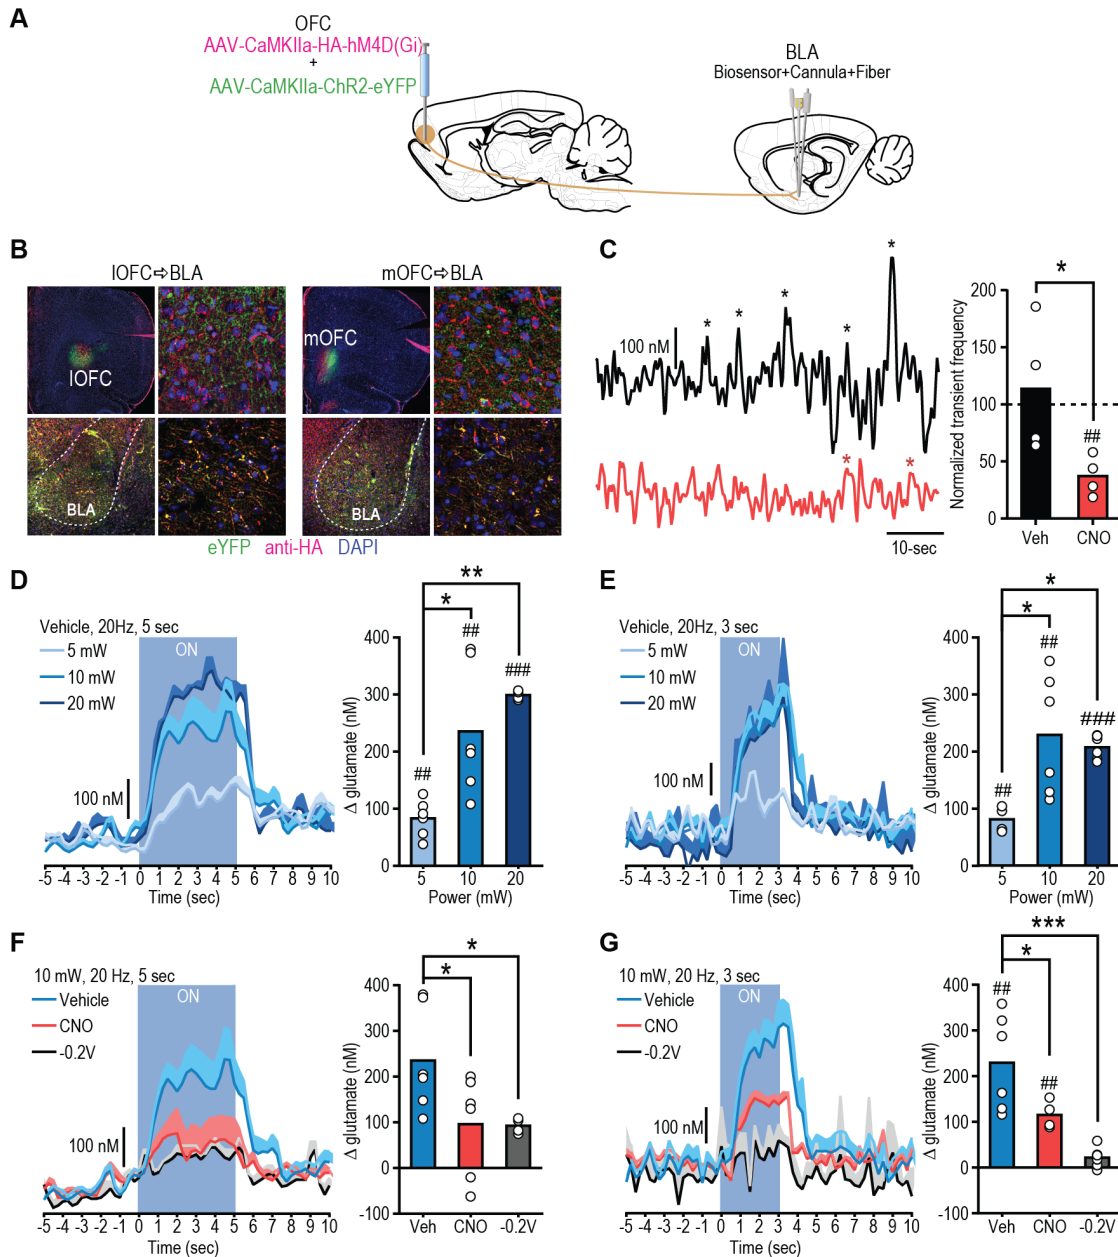 A
OFC
AAV-CaMKIIa-HA-hM4D(Gi)
+
AAV-CaMKIIa-ChR2-eYFP
BLA
Biosensor+Cannula+Fiber
B
lOFC⇨BLA
mOFC⇨BLA
lOFC
mOFC
BLA
BLA
eYFP anti-HA DAPI
C
100 nM
*
*
*
*
*
*
*
10-sec
Normalized transient frequency
200
150
100
50
0
*
##
Veh CNO
D
Vehicle, 20Hz, 5 sec
5 mW
10 mW
20 mW
ON
100 nM
-5 -4 -3 -2 -1 0 1 2 3 4 5 6 7 8 9 10
Time (sec)
Δ glutamate (nM)
400
300
200
100
0
**
*
##
##
###
5 10 20
Power (mW)
E
Vehicle, 20Hz, 3 sec
5 mW
10 mW
20 mW
ON
100 nM
-5 -4 -3 -2 -1 0 1 2 3 4 5 6 7 8 9 10
Time (sec)
Δ glutamate (nM)
400
300
200
100
0
*
*
##
##
###
5 10 20
Power (mW)
F
10 mW, 20 Hz, 5 sec
Vehicle
CNO
-0.2V
ON
100 nM
-5 -4 -3 -2 -1 0 1 2 3 4 5 6 7 8 9 10
Time (sec)
Δ glutamate (nM)
400
300
200
100
0
-100
*
*
Veh CNO -0.2V
G
10 mW, 20 Hz, 3 sec
Vehicle
CNO
-0.2V
ON
100 nM
-5 -4 -3 -2 -1 0 1 2 3 4 5 6 7 8 9 10
Time (sec)
Δ glutamate (nM)
400
300
200
100
0
-100
***
*
##
##
Veh CNO -0.2V